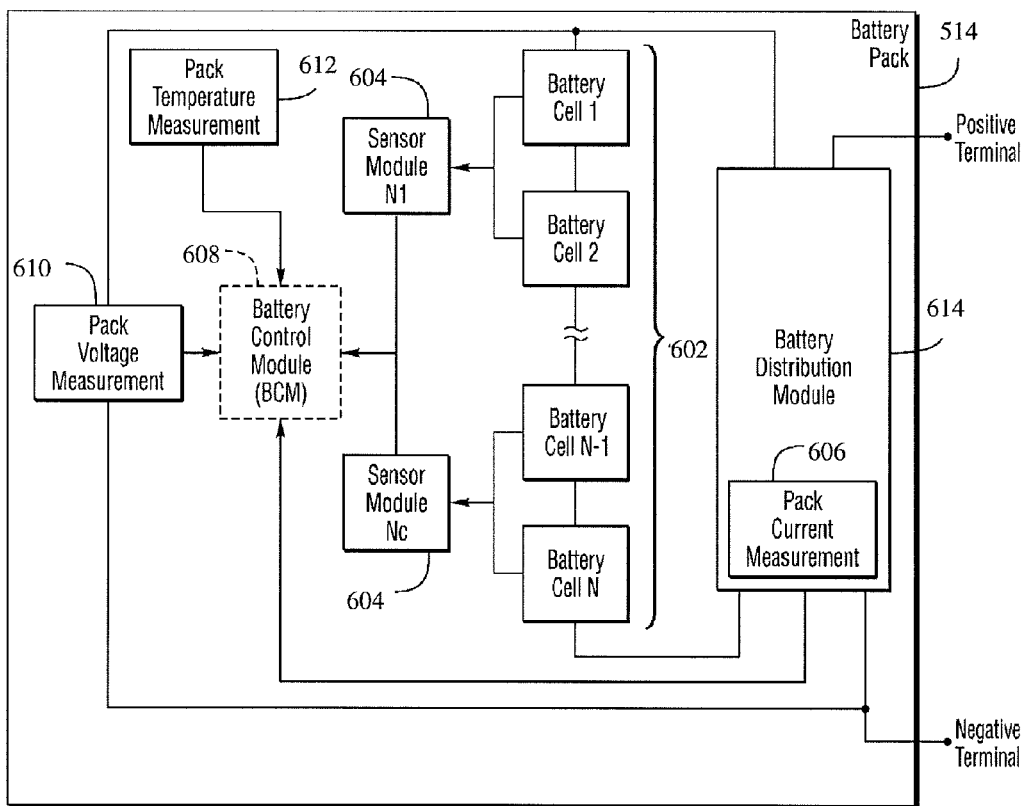 Battery
Pack
514
Pack
Temperature
Measurement
612
604
Sensor
Module
N1
Battery
Cell 1
Battery
Cell 2
Positive
Terminal
610
Pack
Voltage
Measurement
608
Battery
Control
Module
(BCM)
602
614
Battery
Distribution
Module
Battery
Cell N-1
606
Pack
Current
Measurement
Sensor
Module
Nc
604
Battery
Cell N
Negative
Terminal